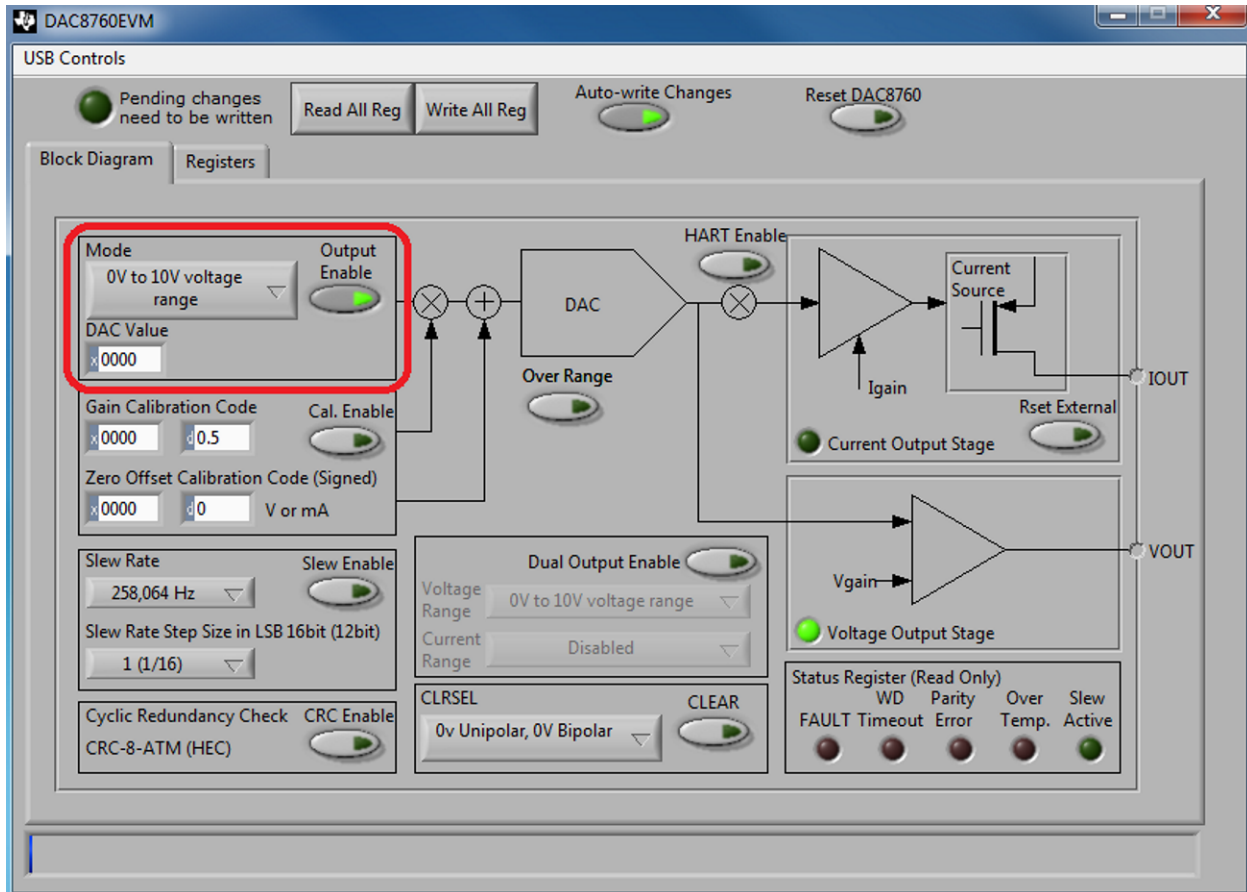 DAC8760EVM
USB Controls
Pending changes
need to be written
Read All Reg
Write All Reg
Auto-write Changes
Reset DAC8760
Block Diagram
Registers
Mode
0V to 10V voltage
range
Output
Enable
DAC Value
x0000
Gain Calibration Code
x0000
d0.5
Cal. Enable
Zero Offset Calibration Code (Signed)
x0000
d0
V or mA
DAC
Over Range
HART Enable
Igain
Current
Source
Rset External
Current Output Stage
IOUT
Vgain
Voltage Output Stage
VOUT
Slew Rate
258,064 Hz
Slew Enable
Slew Rate Step Size in LSB 16bit (12bit)
1 (1/16)
Cyclic Redundancy Check
CRC Enable
CRC-8-ATM (HEC)
Dual Output Enable
Voltage
Range
0V to 10V voltage range
Current
Range
Disabled
CLRSEL
0v Unipolar, 0V Bipolar
CLEAR
Status Register (Read Only)
FAULT
WD
Timeout
Parity
Error
Over
Temp.
Slew
Active